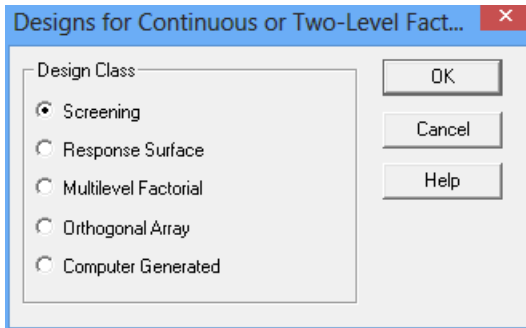 Designs for Continuous or Two-Level Fact...
Design Class
Screening
Response Surface
Multilevel Factorial
Orthogonal Array
Computer Generated
OK
Cancel
Help